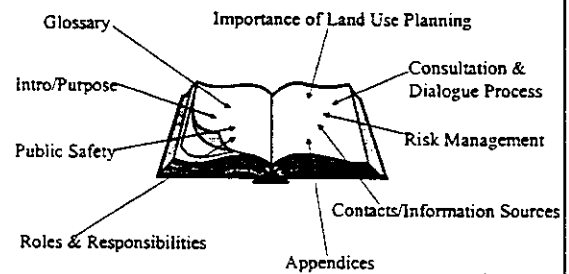 Glossary
Importance of Land Use Planning
Intro/Purpose
Consultation &
Dialogue Process
Public Safety
Risk Management
Contacts/Information Sources
Roles & Responsibilities
Appendices